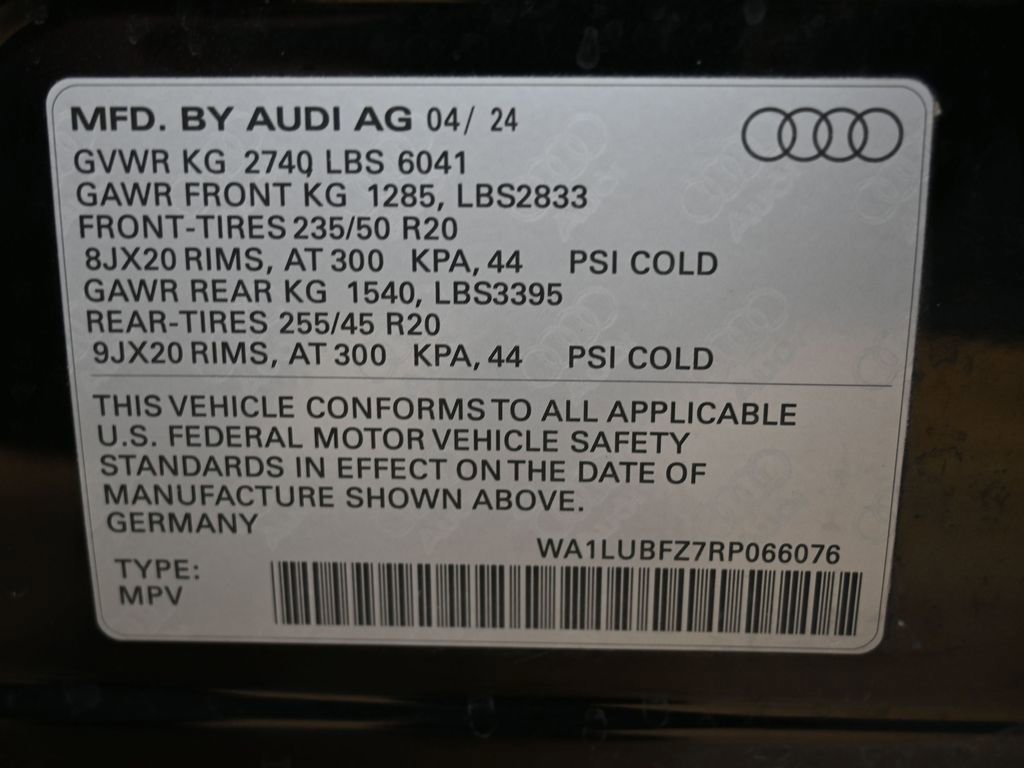 MFD. BY AUDI AG 04/ 24
GVWR KG 2740 LBS 6041
GAWR FRONT KG 1285, LBS2833
FRONT-TIRES 235/50 R20
8JX20 RIMS, AT 300 KPA, 44 PSI COLD
GAWR REAR KG 1540, LBS3395
REAR-TIRES 255/45 R20
9JX20 RIMS, AT 300 KPA, 44 PSI COLD
THIS VEHICLE CONFORMS TO ALL APPLICABLE
U.S. FEDERAL MOTOR VEHICLE SAFETY
STANDARDS IN EFFECT ON THE DATE OF
MANUFACTURE SHOWN ABOVE.
GERMANY
WA1LUBFZ7RP066076
TYPE:
MPV